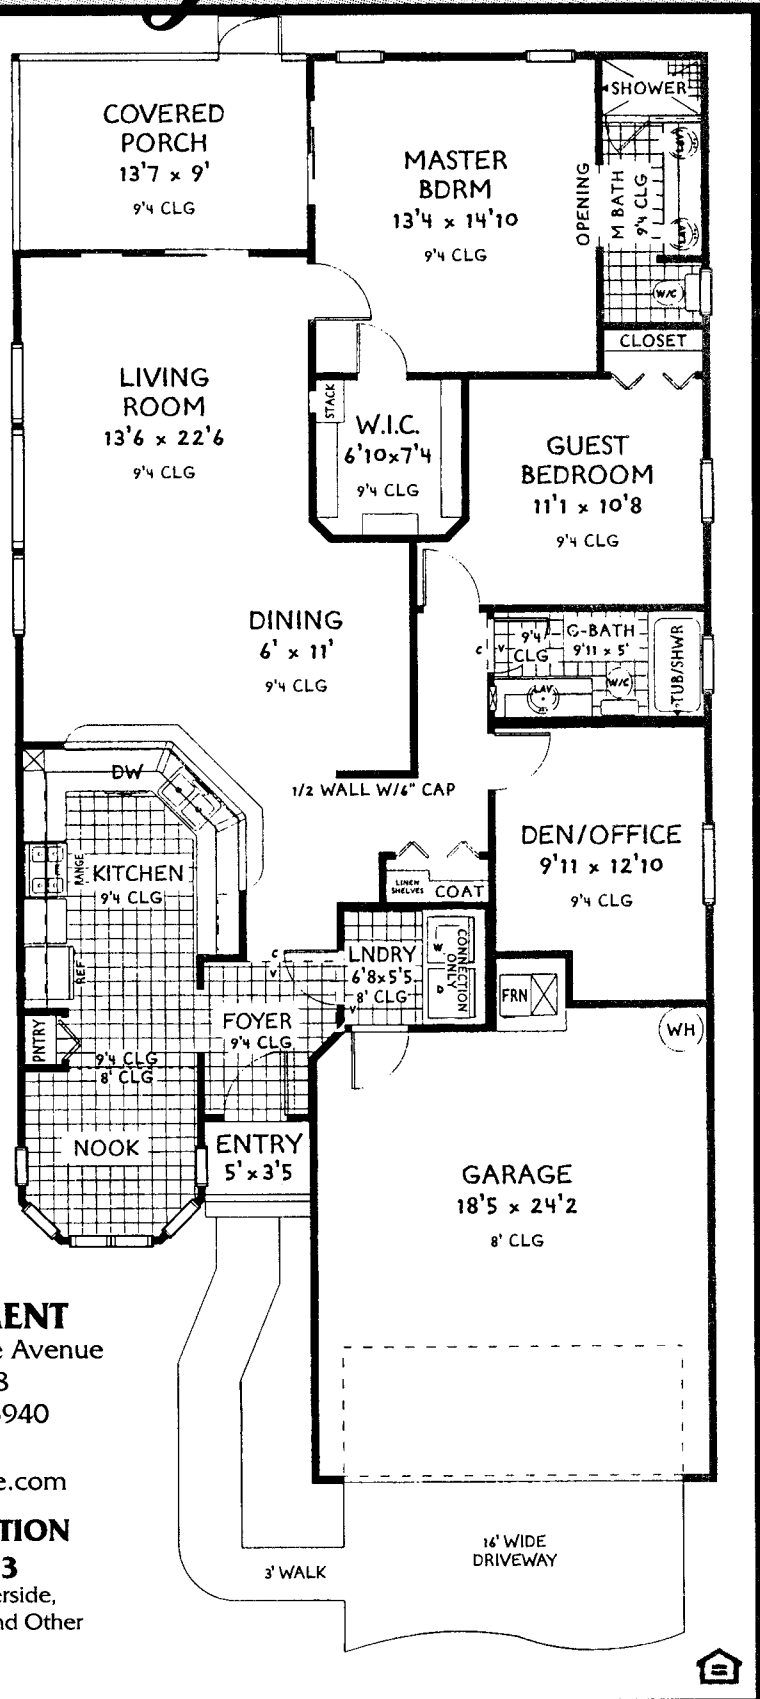 COVERED
PORCH
13'7 x 9'
9'4 CLG
MASTER
BDRM
13'4 x 14'10
9'4 CLG
OPENING
SHOWER
M BATH
9'4 CLG
LAV
LAV
W/C
CLOSET
LIVING
ROOM
13'6 x 22'6
9'4 CLG
STACK
W.I.C.
6'10x7'4
9'4 CLG
GUEST
BEDROOM
11'1 x 10'8
9'4 CLG
DINING
6' x 11'
9'4 CLG
C V
9'4
CLG
G-BATH
9'11 x 5'
LAV
W/C
TUB/SHWR
1/2 WALL W/6" CAP
DW
KITCHEN
9'4 CLG
RANGE
REF
DEN/OFFICE
9'11 x 12'10
9'4 CLG
LINEN
SHELVES
COAT
LNDRY
6'8x5'5
8' CLG
W
D
CONNECTION
ONLY
C
V
V
FRN
WH
FOYER
9'4 CLG
PNTRY
9'4 CLG
8' CLG
NOOK
ENTRY
5' x 3'5
GARAGE
18'5 x 24'2
8' CLG
16' WIDE
DRIVEWAY
3' WALK
MENT
e Avenue
8
940
e.com
TION
3
erside,
nd Other